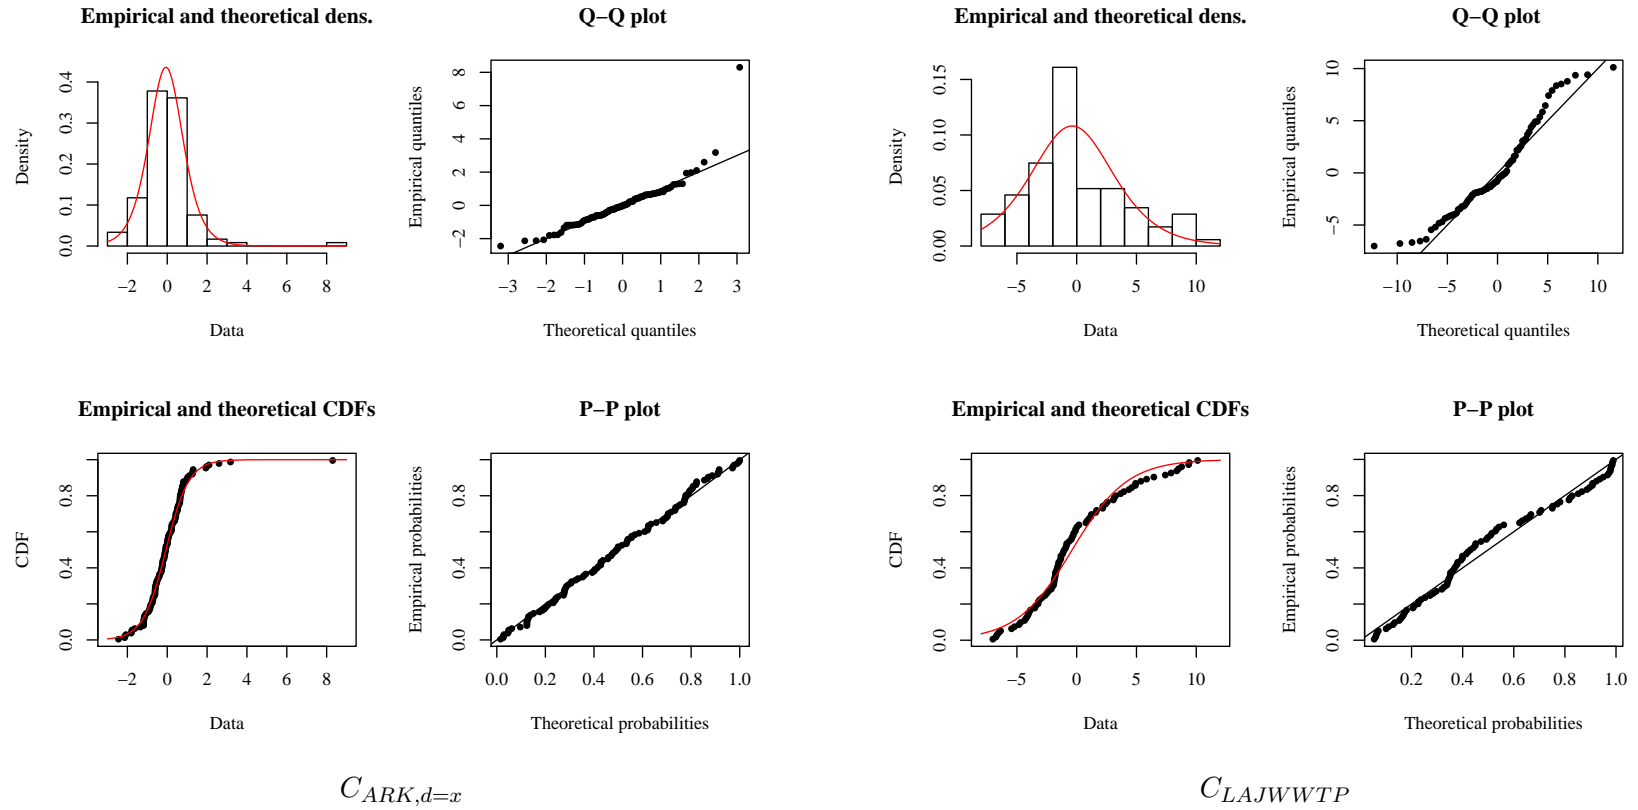 Empirical and theoretical dens.
Q−Q plot
Empirical and theoretical dens.
Q−Q plot
Density
0.0 0.1 0.2 0.3 0.4
−2 0 2 4 6 8
Data
Empirical quantiles
−2 0 2 4 6 8
−3 −2 −1 0 1 2 3
Theoretical quantiles
Density
0.00 0.05 0.10 0.15
−5 0 5 10
Data
Empirical quantiles
−5 0 5 10
−10 −5 0 5 10
Theoretical quantiles
Empirical and theoretical CDFs
P−P plot
Empirical and theoretical CDFs
P−P plot
CDF
0.0 0.4 0.8
−2 0 2 4 6 8
Data
Empirical probabilities
0.0 0.4 0.8
0.0 0.2 0.4 0.6 0.8 1.0
Theoretical probabilities
CDF
0.0 0.4 0.8
−5 0 5 10
Data
Empirical probabilities
0.0 0.4 0.8
0.2 0.4 0.6 0.8 1.0
Theoretical probabilities
C_{ARK,d=x}
C_{LAJWWTP}